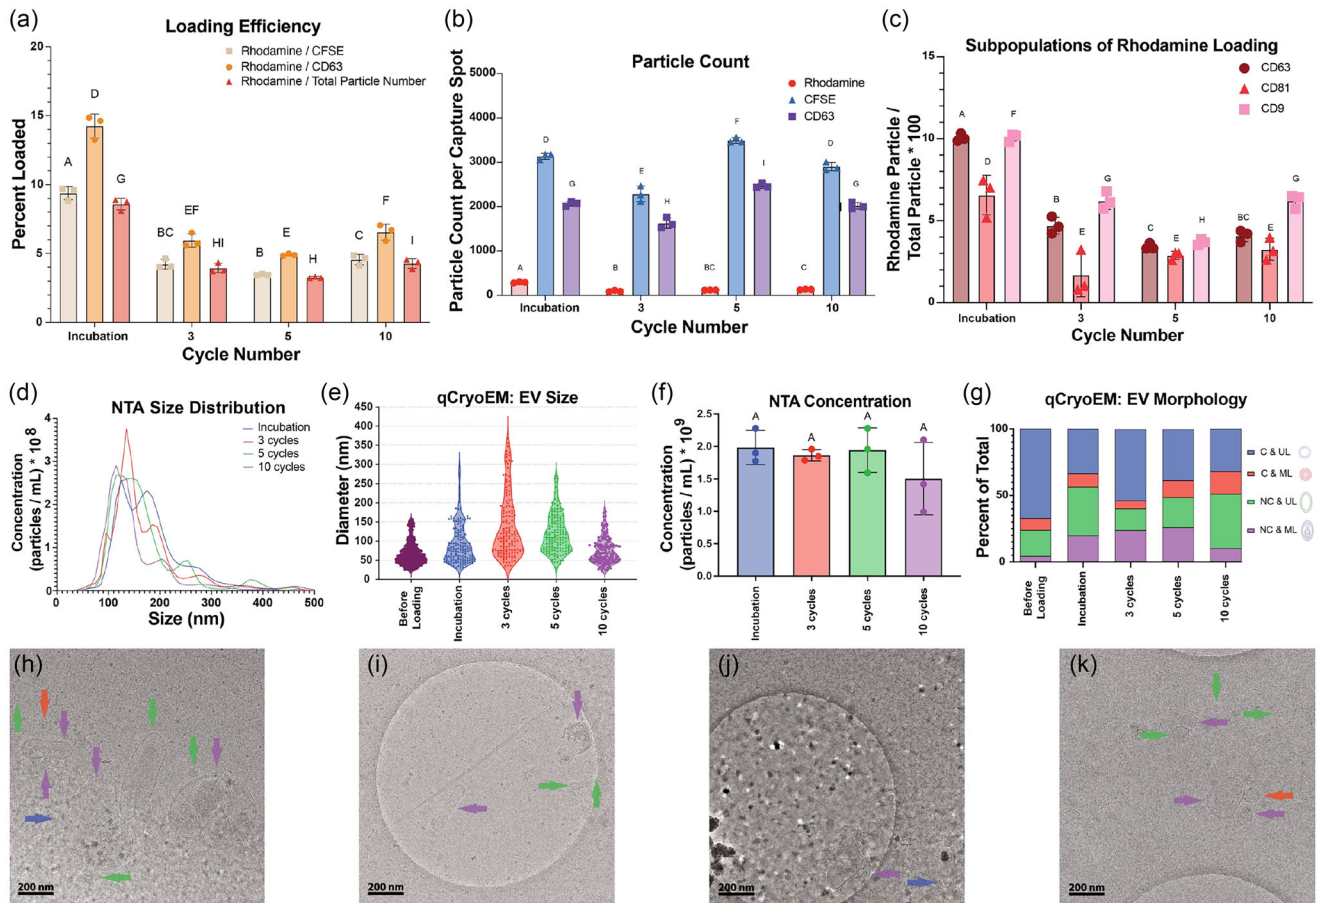 (a)
Loading Efficiency
Rhodamine / CFSE
Rhodamine / CD63
Rhodamine / Total Particle Number
Percent Loaded
20
15
10
5
0
A
D
G
BC
EF
HI
B
E
H
C
F
I
Incubation
3
5
10
Cycle Number
(b)
Particle Count
Rhodamine
CFSE
CD63
Particle Count per Capture Spot
5000
4000
3000
2000
1000
0
A
D
G
B
E
H
BC
F
I
C
D
G
Incubation
3
5
10
Cycle Number
(c)
Subpopulations of Rhodamine Loading
CD63
CD81
CD9
Rhodamine Particle /
Total Particle * 100
15
10
5
0
A
D
F
B
E
G
C
E
H
BC
E
G
Incubation
3
5
10
Cycle Number
(d)
NTA Size Distribution
Incubation
3 cycles
5 cycles
10 cycles
Concentration
(particles / mL) * 10^8
4
3
2
1
0
0
100
200
300
400
500
Size (nm)
(e)
qCryoEM: EV Size
Diameter (nm)
450
400
350
300
250
200
150
100
50
0
Before
Loading
Incubation
3 cycles
5 cycles
10 cycles
(f)
NTA Concentration
Concentration
(particles / mL) * 10^9
2.5
2.0
1.5
1.0
0.5
0.0
A
A
A
A
Incubation
3 cycles
5 cycles
10 cycles
(g)
qCryoEM: EV Morphology
Percent of Total
100
50
0
C & UL
C & ML
NC & UL
NC & ML
Before
Loading
Incubation
3 cycles
5 cycles
10 cycles
(h)
200 nm
(i)
200 nm
(j)
200 nm
(k)
200 nm